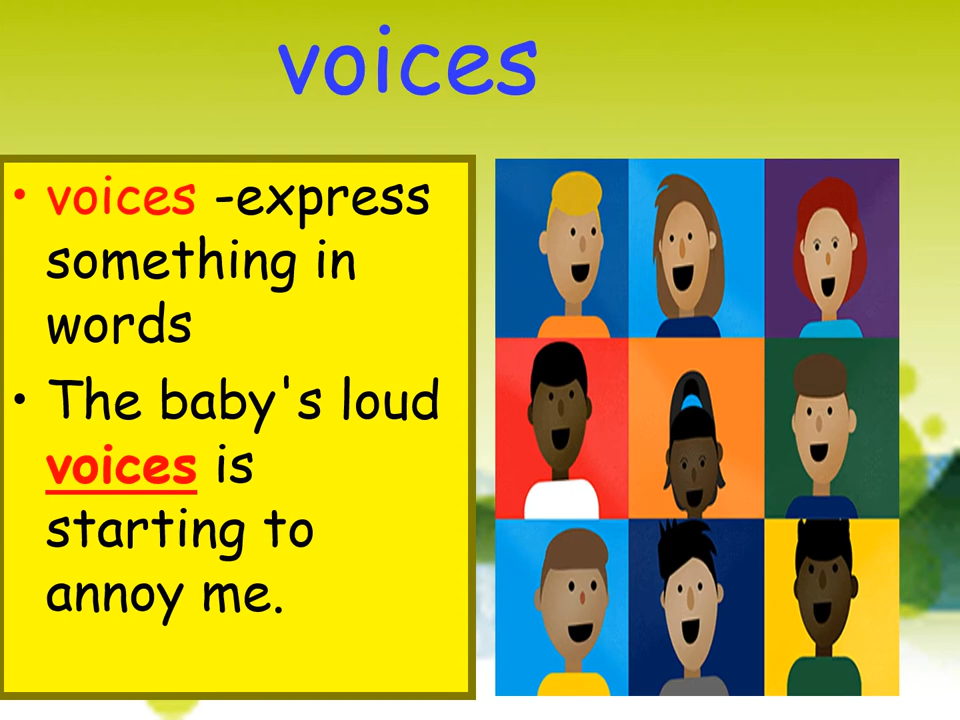 voices
• voices -express
something in
words
• The baby's loud
voices is
starting to
annoy me.